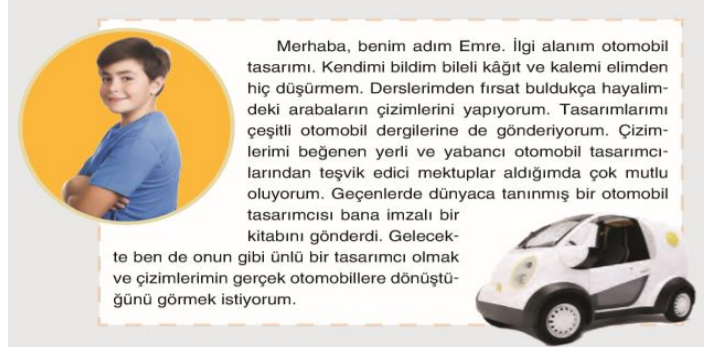 Merhaba, benim adım Emre. İlgi alanım otomobil
tasarımı. Kendimi bildim bileli kâğıt ve kalemi elimden
hiç düşürmem. Derslerimden fırsat buldukça hayalim-
deki arabaların çizimlerini yapıyorum. Tasarımlarımı
çeşitli otomobil dergilerine de gönderiyorum. Çizim-
lerimi beğenen yerli ve yabancı otomobil tasarımcı-
larından teşvik edici mektuplar aldığımda çok mutlu
oluyorum. Geçenlerde dünyaca tanınmış bir otomobil
tasarımcısı bana imzalı bir
kitabını gönderdi. Gelecek-
te ben de onun gibi ünlü bir tasarımcı olmak
ve çizimlerimin gerçek otomobillere dönüştü-
ğünü görmek istiyorum.